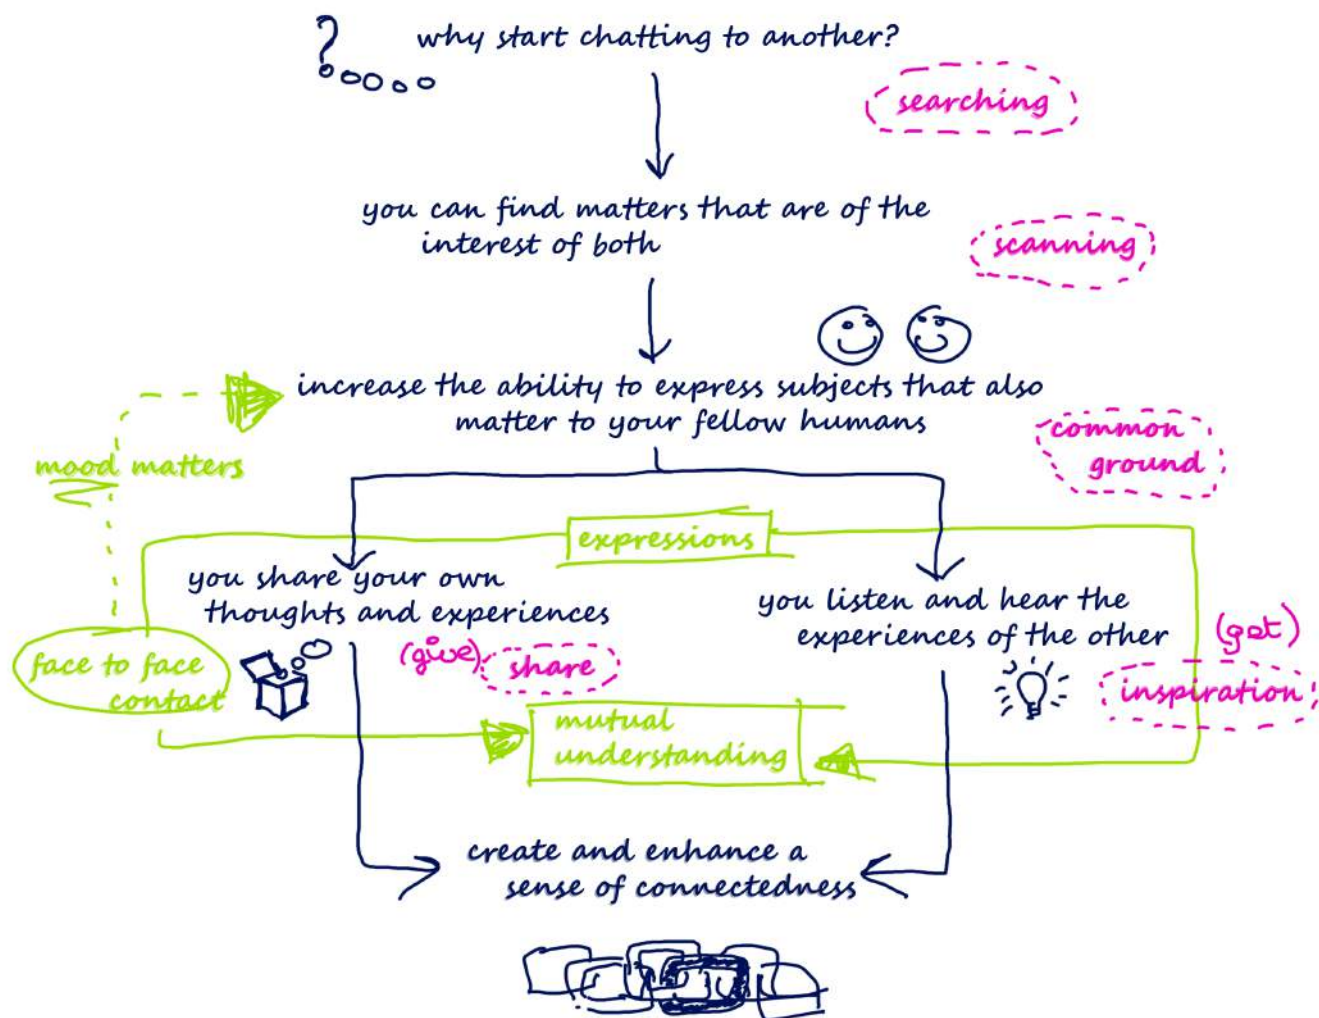 ? why start chatting to another?
searching
you can find matters that are of the
interest of both
scanning
increase the ability to express subjects that also
matter to your fellow humans
common
ground
mood matters
expressions
you share your own
thoughts and experiences
you listen and hear the
experiences of the other
face to face
contact
(give) share
(get)
inspiration
mutual
understanding
create and enhance a
sense of connectedness